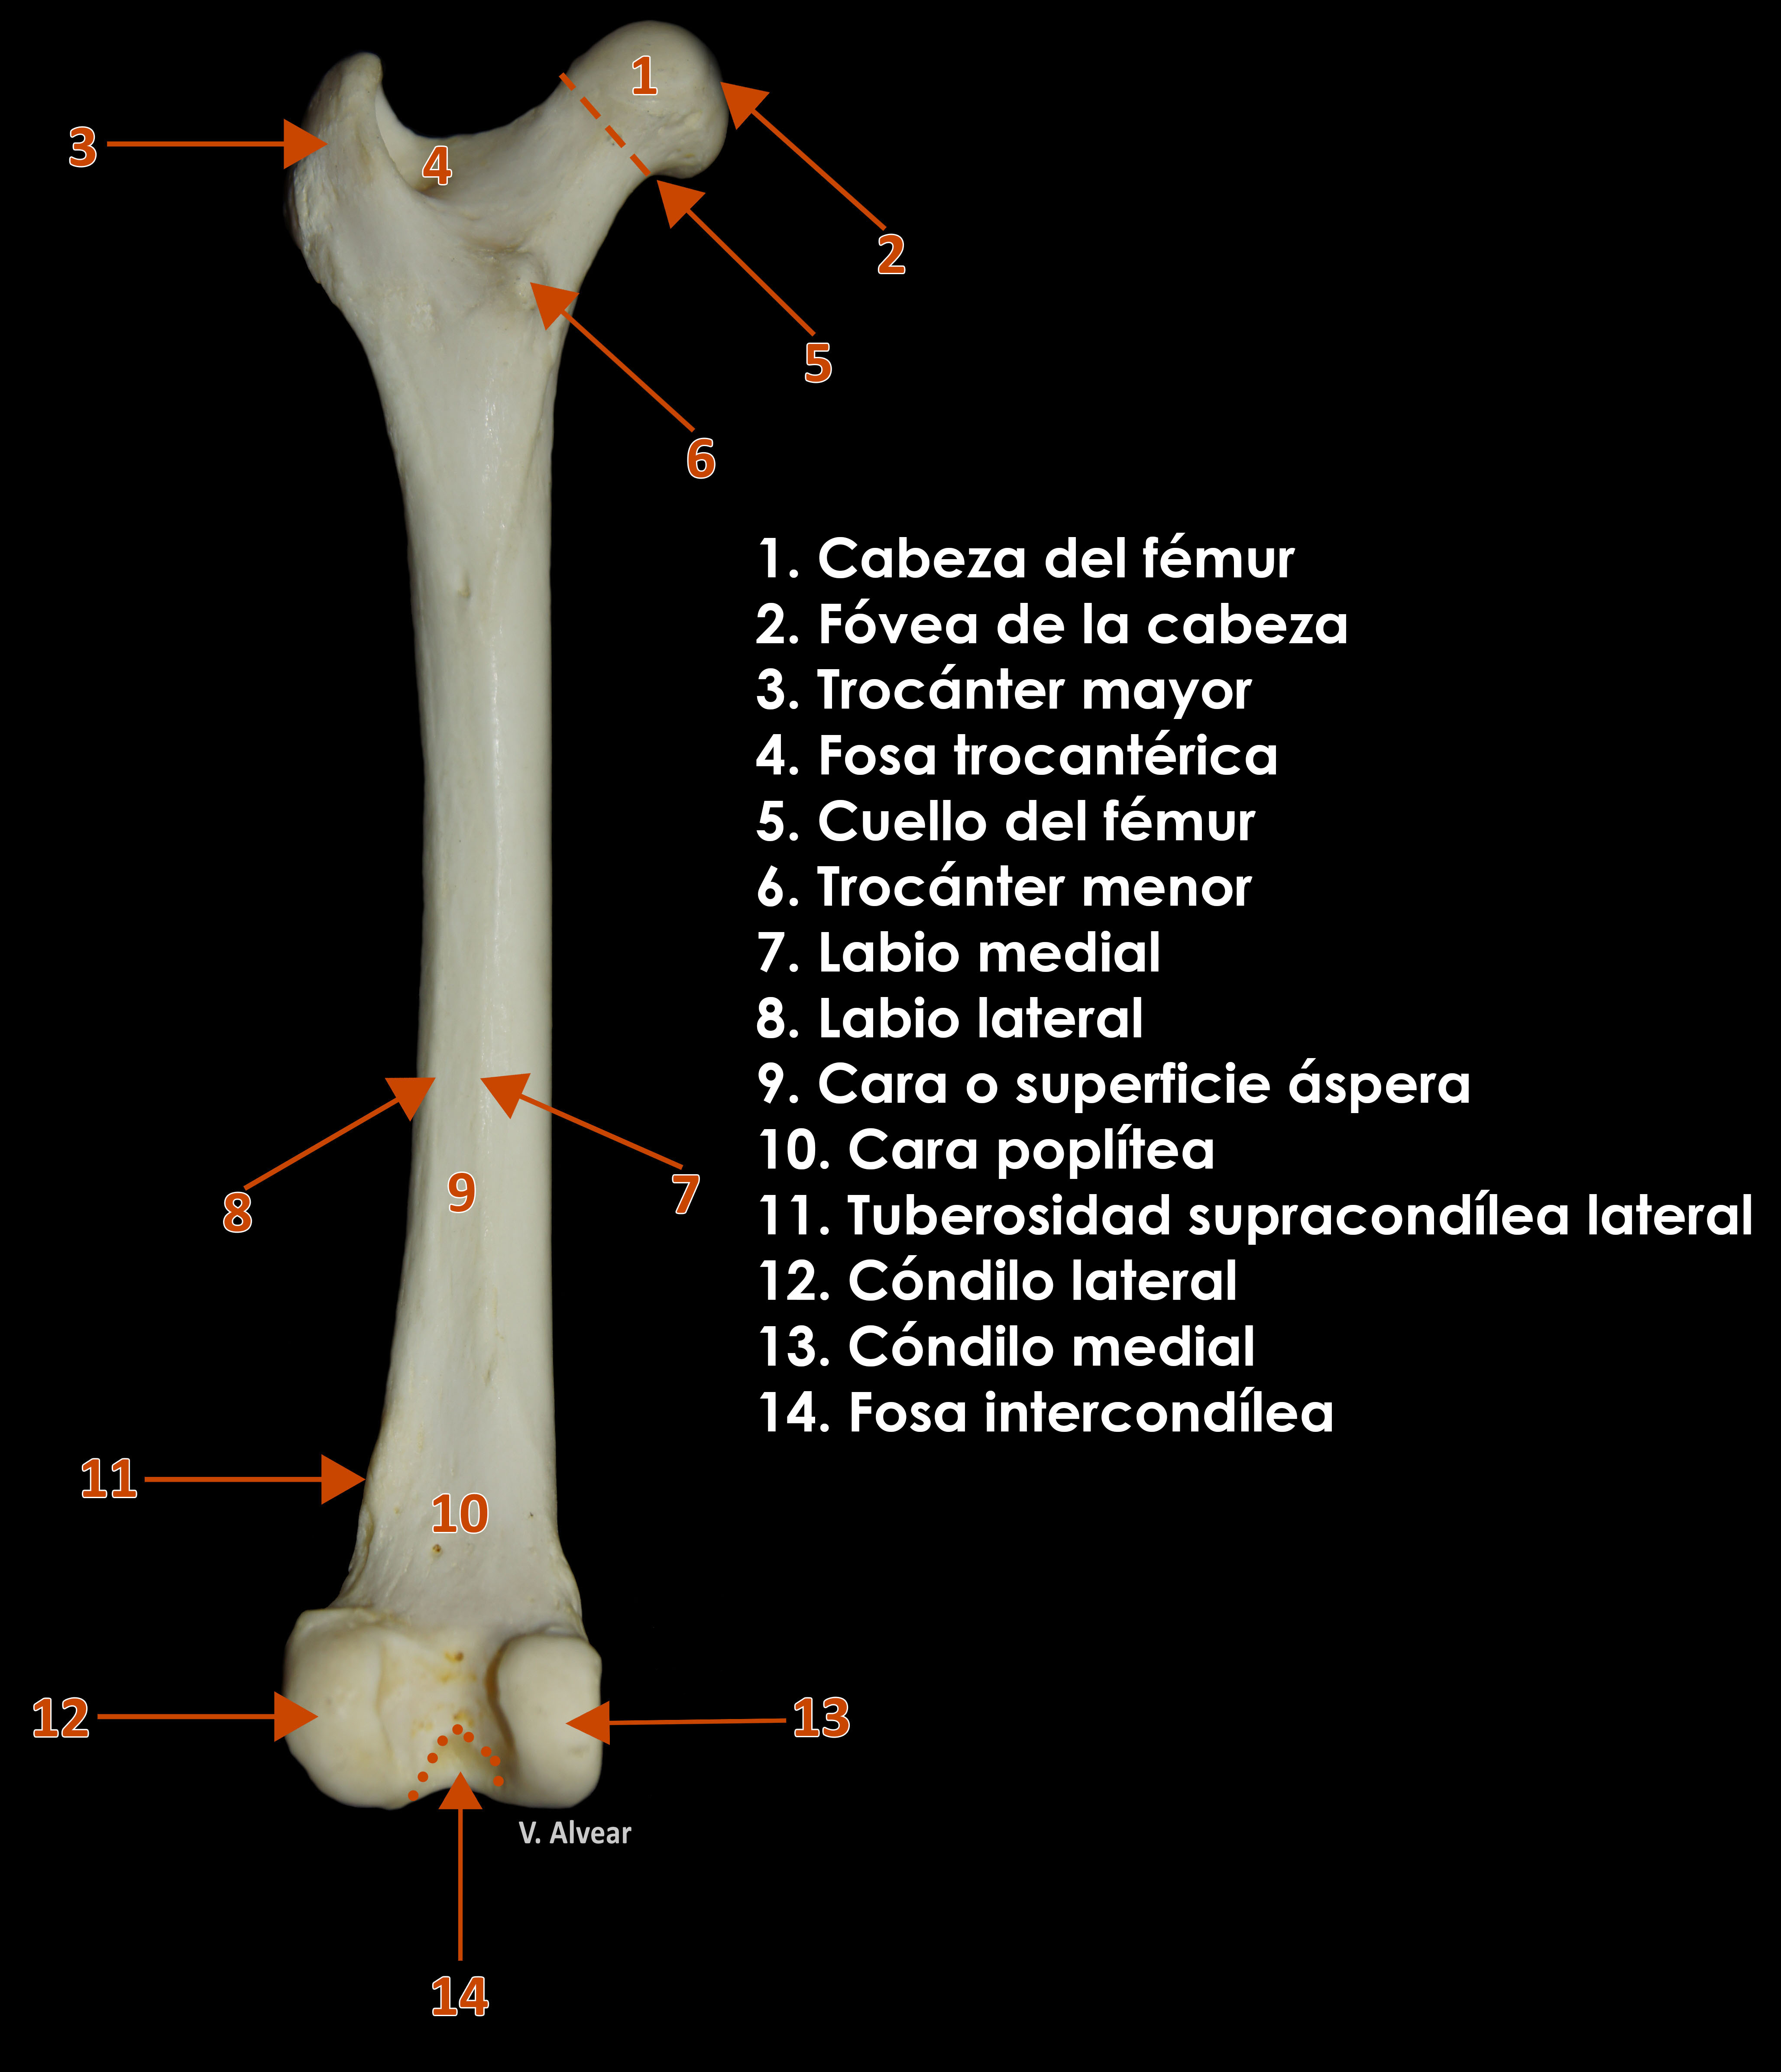 1
3
4
2
5
6
1. Cabeza del fémur
2. Fóvea de la cabeza
3. Trocánter mayor
4. Fosa trocantérica
5. Cuello del fémur
6. Trocánter menor
7. Labio medial
8. Labio lateral
9. Cara o superficie áspera
10. Cara poplítea
11. Tuberosidad supracondílea lateral
12. Cóndilo lateral
13. Cóndilo medial
14. Fosa intercondílea
8
9
7
11
10
12
13
V. Alvear
14